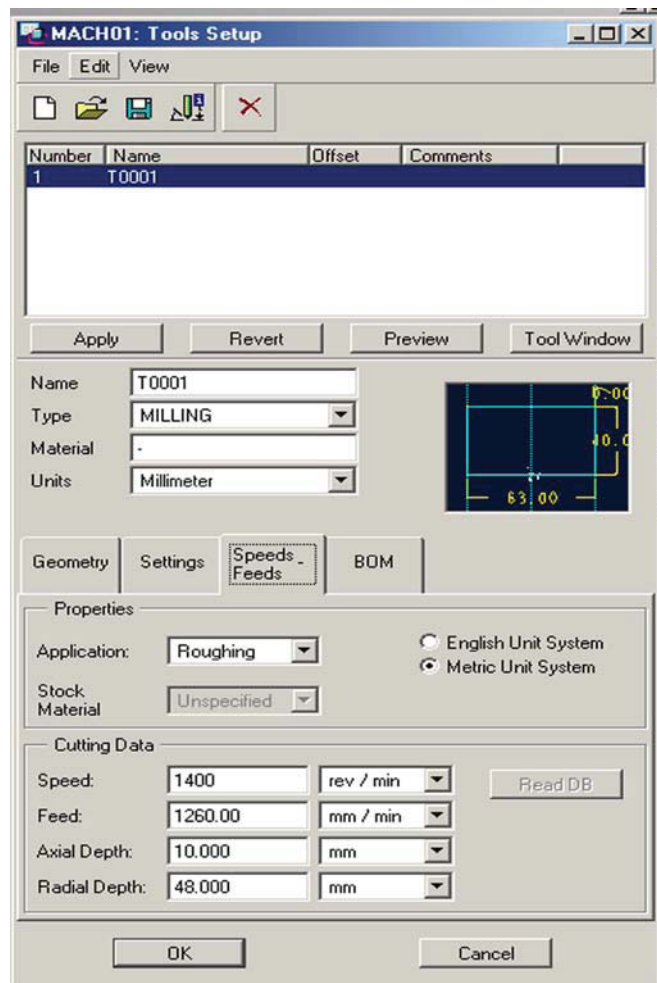 MACH01: Tools Setup
File Edit View
Number Name Offset Comments
1 T0001
Apply Revert Preview Tool Window
Name T0001
Type MILLING
Material -
Units Millimeter
63.00
Geometry Settings Speeds - Feeds BOM
Properties
Application: Roughing
English Unit System
Metric Unit System
Stock Material Unspecified
Cutting Data
Speed: 1400 rev / min Read DB
Feed: 1260.00 mm / min
Axial Depth: 10.000 mm
Radial Depth: 48.000 mm
OK Cancel